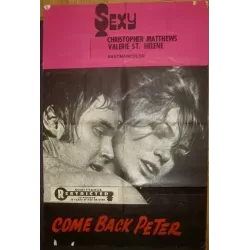 SEXY
CHRISTOPHER MATTHEWS
VALERIE ST. HELENE
EASTMANCOLOR
RESTRICTED
COME BACK PETER